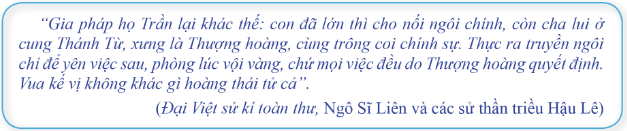 “Gia pháp họ Trần lại khác thế: con đã lớn thì cho nối ngôi chính, còn cha lui ở
cung Thánh Từ, xưng là Thượng hoàng, cùng trông coi chính sự. Thực ra truyền ngôi
chỉ để yên việc sau, phòng lúc vội vàng, chứ mọi việc đều do Thượng hoàng quyết định.
Vua kế vị không khác gì hoàng thái tử cả”.
(Đại Việt sử kí toàn thư, Ngô Sĩ Liên và các sử thần triều Hậu Lê)